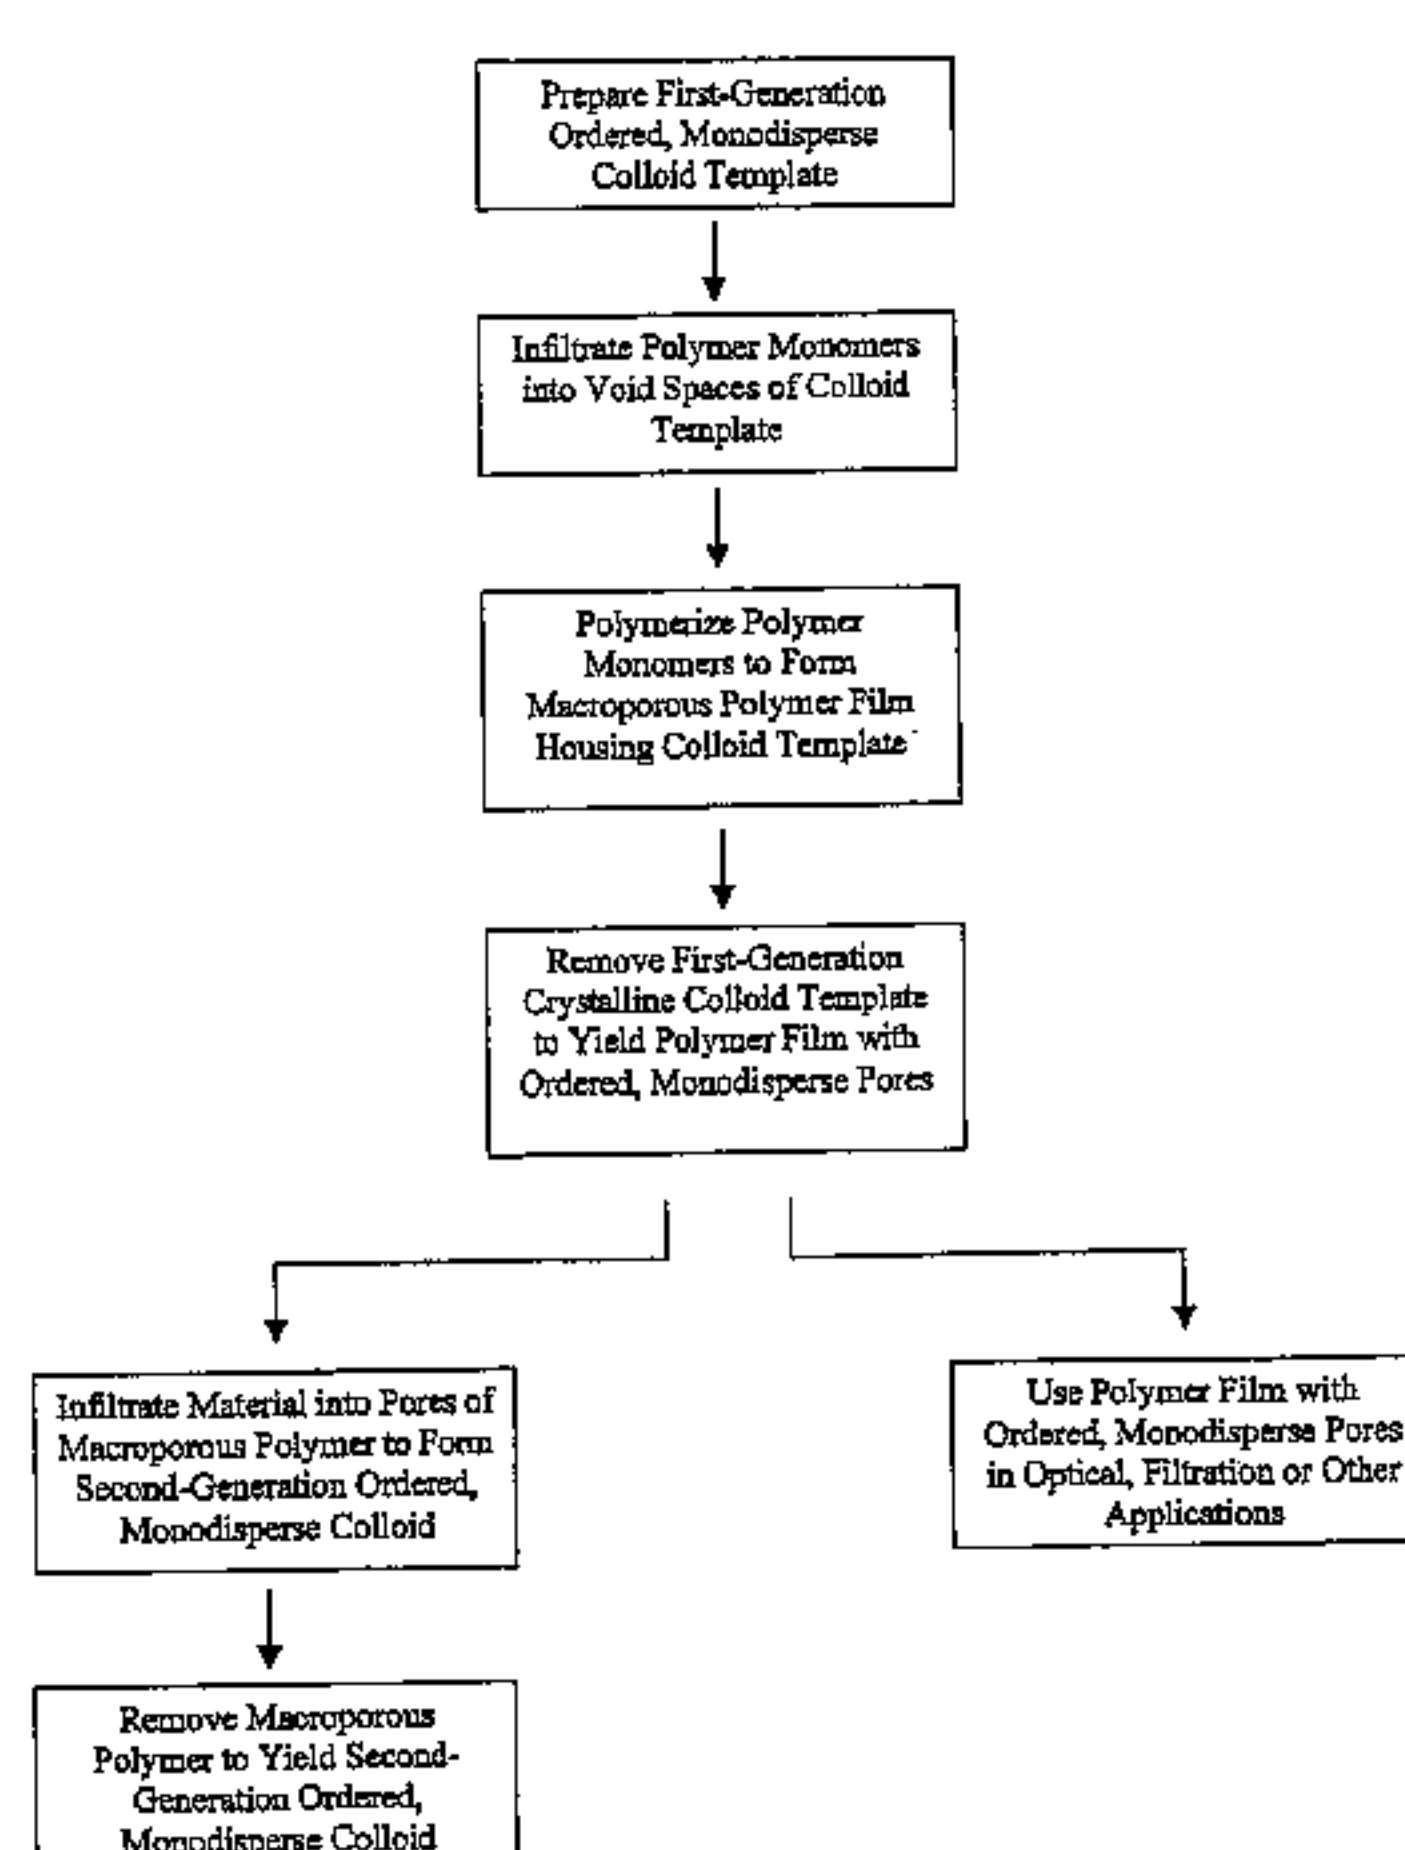 Prepare First-Generation
Ordered, Monodisperse
Colloid Template
Infiltrate Polymer Monomers
into Void Spaces of Colloid
Template
Polymerize Polymer
Monomers to Form
Macroporous Polymer Film
Housing Colloid Template
Remove First-Generation
Crystalline Colloid Template
to Yield Polymer Film with
Ordered, Monodisperse Pores
Infiltrate Material into Pores of
Macroporous Polymer to Form
Second-Generation Ordered,
Monodisperse Colloid
Use Polymer Film with
Ordered, Monodisperse Pores
in Optical, Filtration or Other
Applications
Remove Macroporous
Polymer to Yield Second-
Generation Ordered,
Monodisperse Colloid